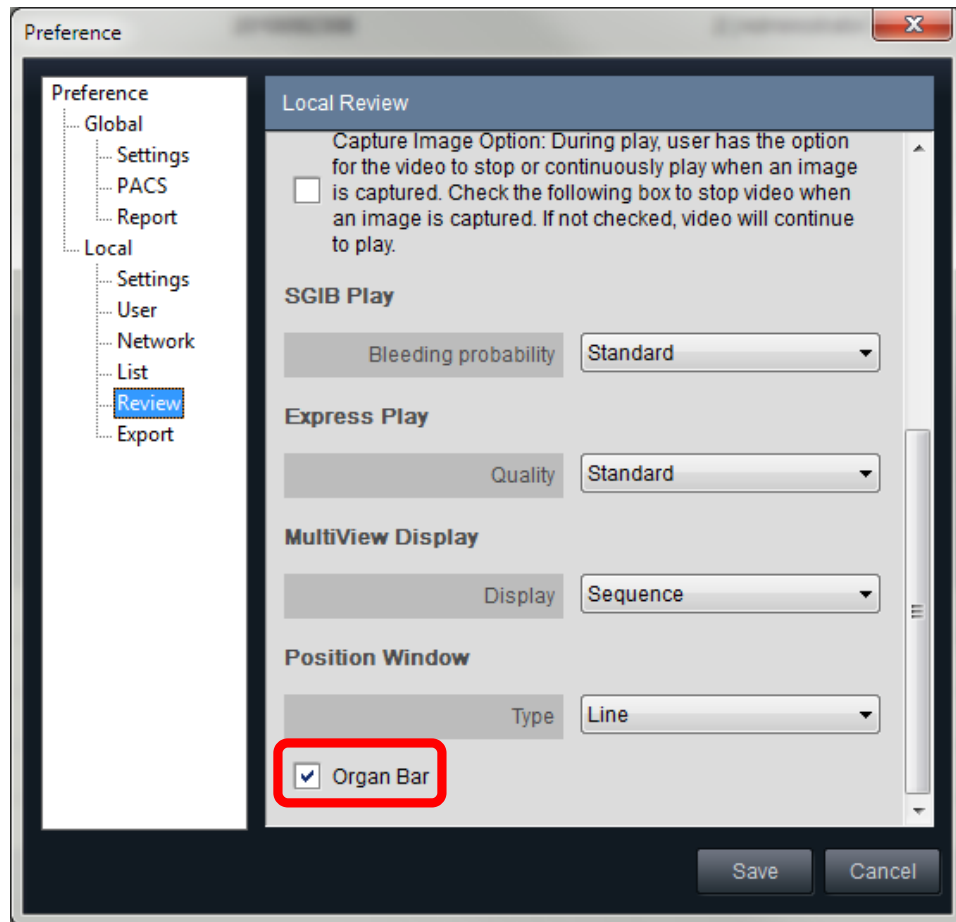 Preference
Preference
Global
Settings
PACS
Report
Local
Settings
User
Network
List
Review
Export
Local Review
Capture Image Option: During play, user has the option
for the video to stop or continuously play when an image
is captured. Check the following box to stop video when
an image is captured. If not checked, video will continue
to play.
SGIB Play
Bleeding probability
Standard
Express Play
Quality
Standard
MultiView Display
Display
Sequence
Position Window
Type
Line
Organ Bar
Save
Cancel